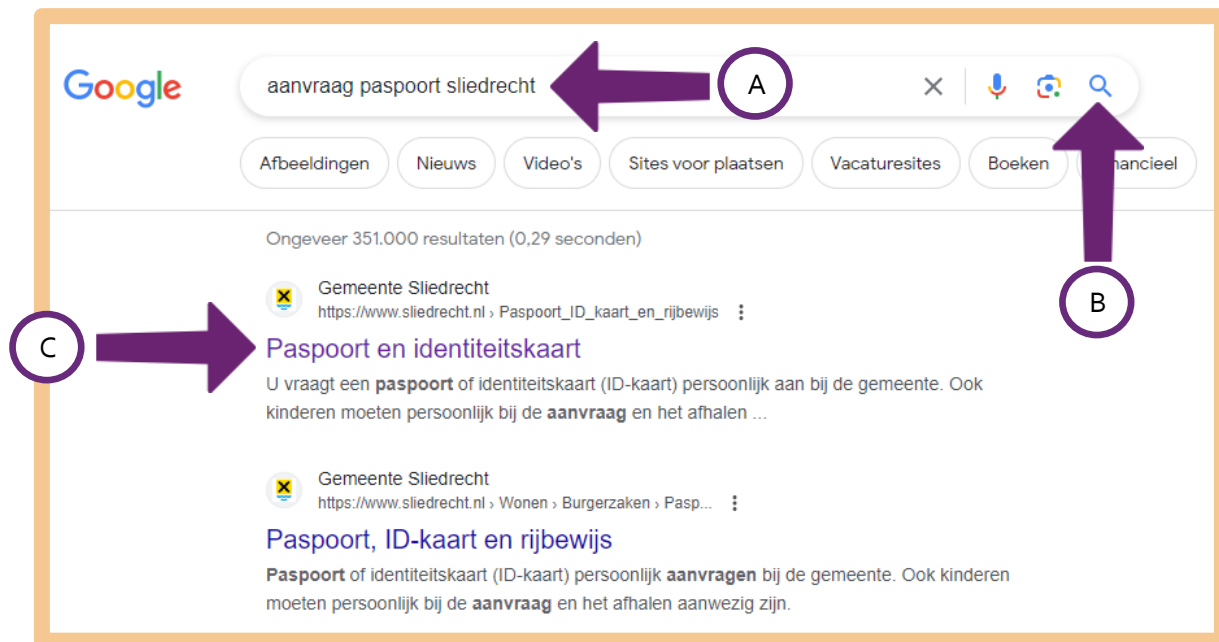 Google
aanvraag paspoort sliedrecht
A
Afbeeldingen Nieuws Video's Sites voor plaatsen Vacaturesites Boeken nancieel
Ongeveer 351.000 resultaten (0,29 seconden)
B
Gemeente Sliedrecht
https://www.sliedrecht.nl › Paspoort_ID_kaart_en_rijbewijs
C
Paspoort en identiteitskaart
U vraagt een paspoort of identiteitskaart (ID-kaart) persoonlijk aan bij de gemeente. Ook
kinderen moeten persoonlijk bij de aanvraag en het afhalen ...
Gemeente Sliedrecht
https://www.sliedrecht.nl › Wonen › Burgerzaken › Pasp...
Paspoort, ID-kaart en rijbewijs
Paspoort of identiteitskaart (ID-kaart) persoonlijk aanvragen bij de gemeente. Ook kinderen
moeten persoonlijk bij de aanvraag en het afhalen aanwezig zijn.